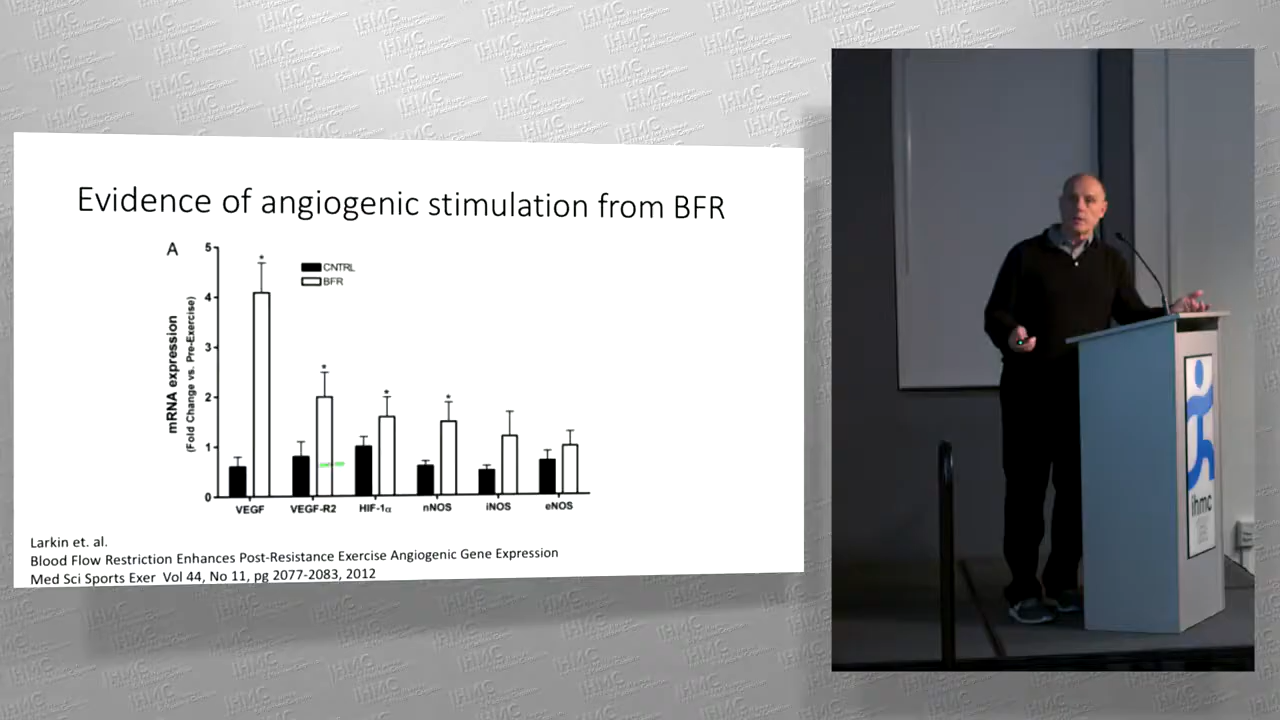 Evidence of angiogenic stimulation from BFR
A
mRNA expression
(Fold Change vs. Pre-Exercise)
5
4
3
2
1
0
CNTRL
BFR
*
*
*
*
VEGF
VEGF-R2
HIF-1α
nNOS
iNOS
eNOS
Larkin et. al.
Blood Flow Restriction Enhances Post-Resistance Exercise Angiogenic Gene Expression
Med Sci Sports Exer Vol 44, No 11, pg 2077-2083, 2012
ihmc
IHMC